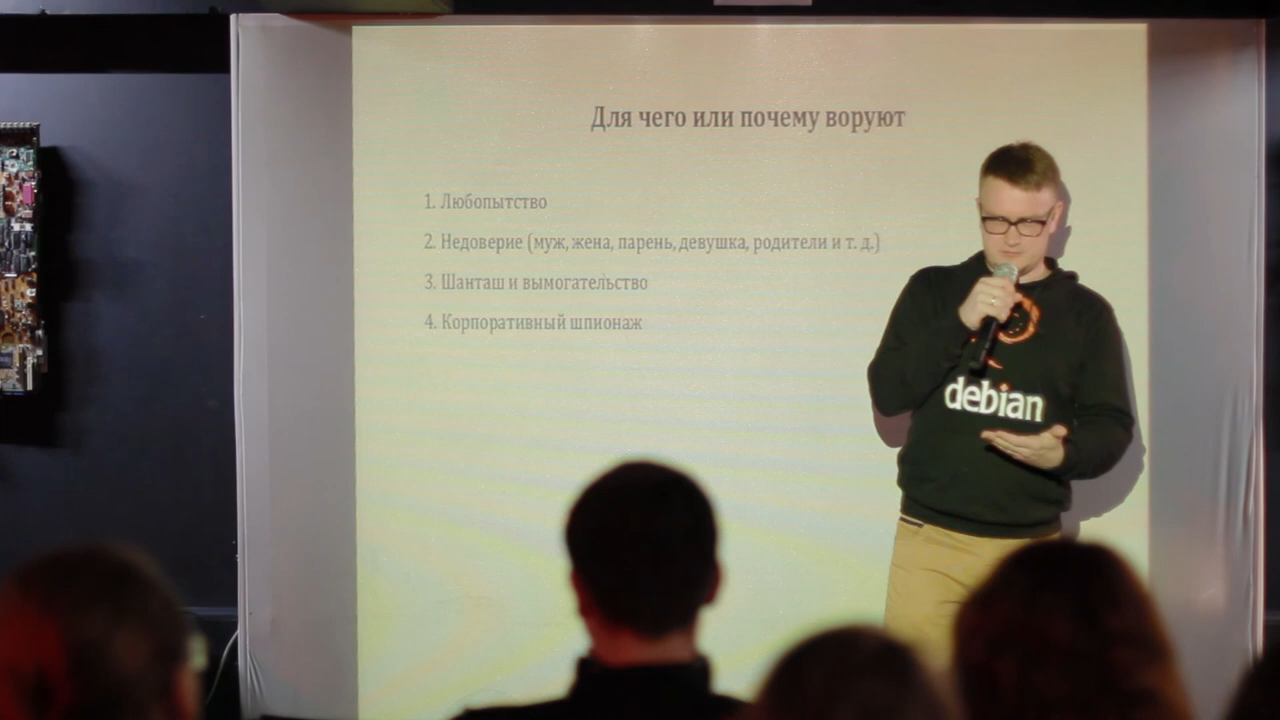 Для чего или почему воруют
1. Любопытство
2. Недоверие (муж, жена, парень, девушка, родители и т. д.)
3. Шанташ и вымогательство
4. Корпоративный шпионаж
debian